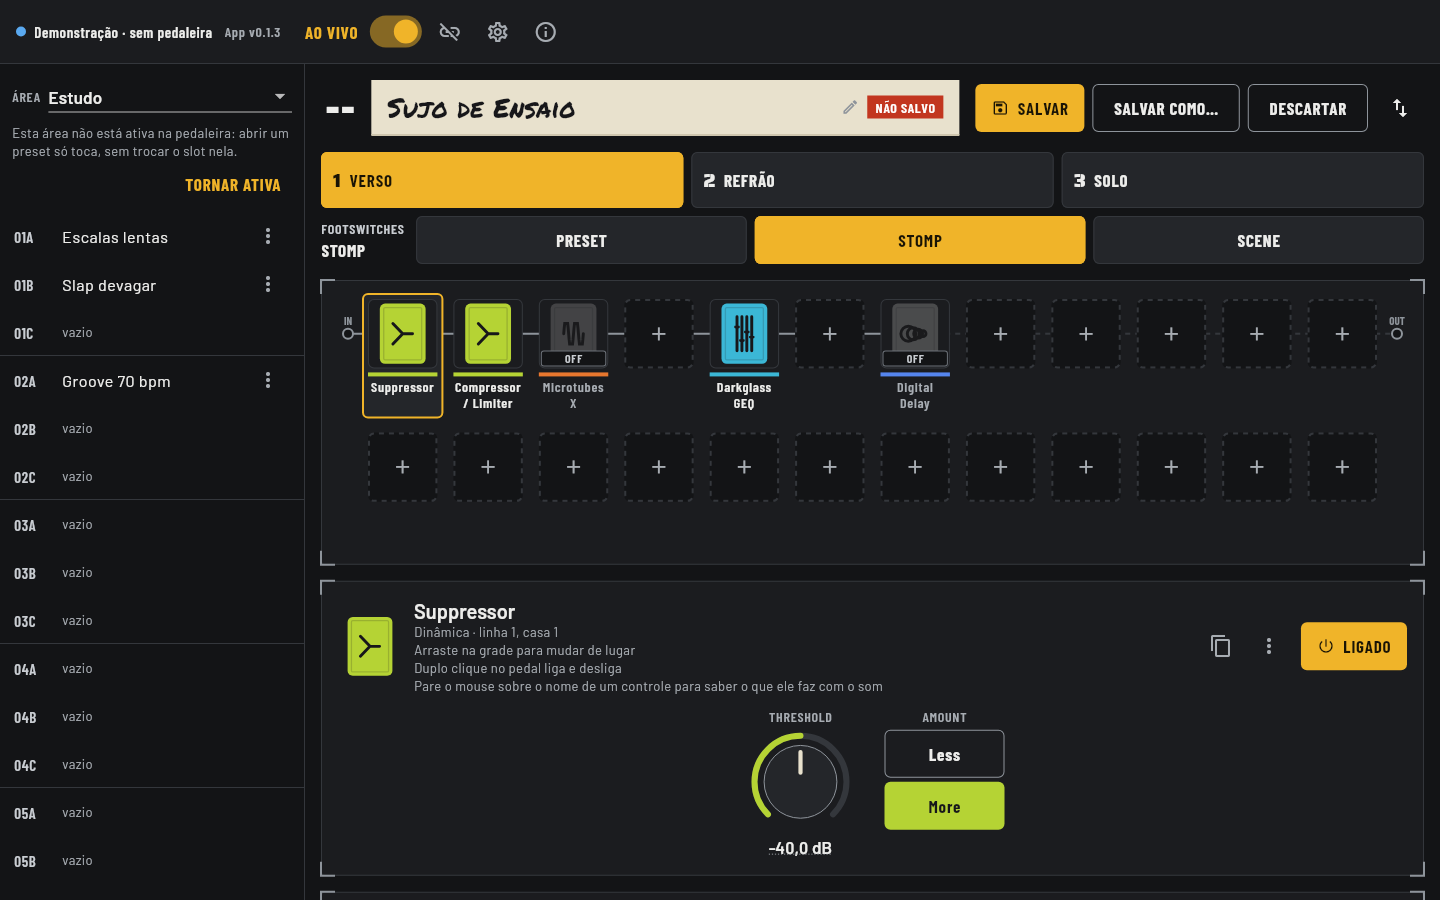 Demonstração · sem pedaleira
App v0.1.3
AO VIVO
ÁREA
Estudo
Esta área não está ativa na pedaleira: abrir um
preset só toca, sem trocar o slot nela.
TORNAR ATIVA
01A Escalas lentas
01B Slap devagar
01C vazio
02A Groove 70 bpm
02B vazio
02C vazio
03A vazio
03B vazio
03C vazio
04A vazio
04B vazio
04C vazio
05A vazio
05B vazio
--
Sujo de Ensaio
NÃO SALVO
SALVAR
SALVAR COMO...
DESCARTAR
1 VERSO
2 REFRÃO
3 SOLO
FOOTSWITCHES
STOMP
PRESET
STOMP
SCENE
IN
Suppressor
Compressor
/ Limiter
OFF
Microtubes
X
+
Darkglass
GEQ
+
OFF
Digital
Delay
+ + + + +
OUT
+ + + + + + + + + + + +
Suppressor
Dinâmica · linha 1, casa 1
Arraste na grade para mudar de lugar
Duplo clique no pedal liga e desliga
Pare o mouse sobre o nome de um controle para saber o que ele faz com o som
LIGADO
THRESHOLD
-40,0 dB
AMOUNT
Less
More